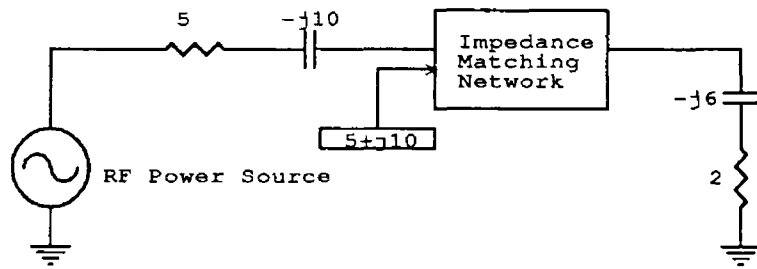 5
-j10
Impedance
Matching
Network
-j6
5+j10
RF Power Source
2